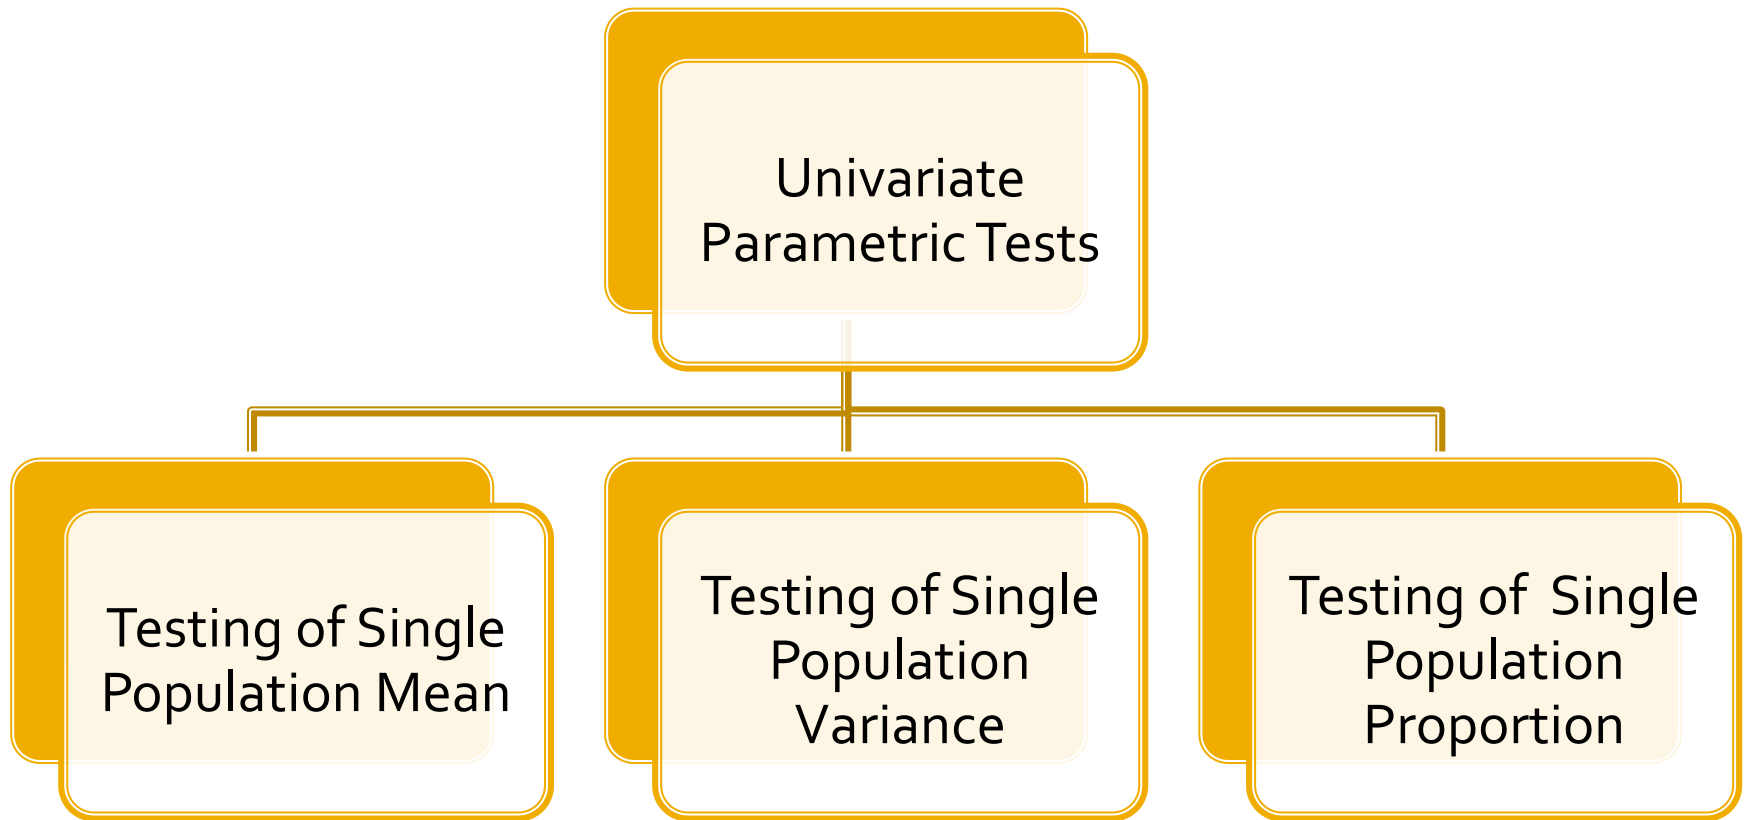 Univariate
Parametric Tests
Testing of Single
Population Mean
Testing of Single
Population
Variance
Testing of  Single
Population
Proportion